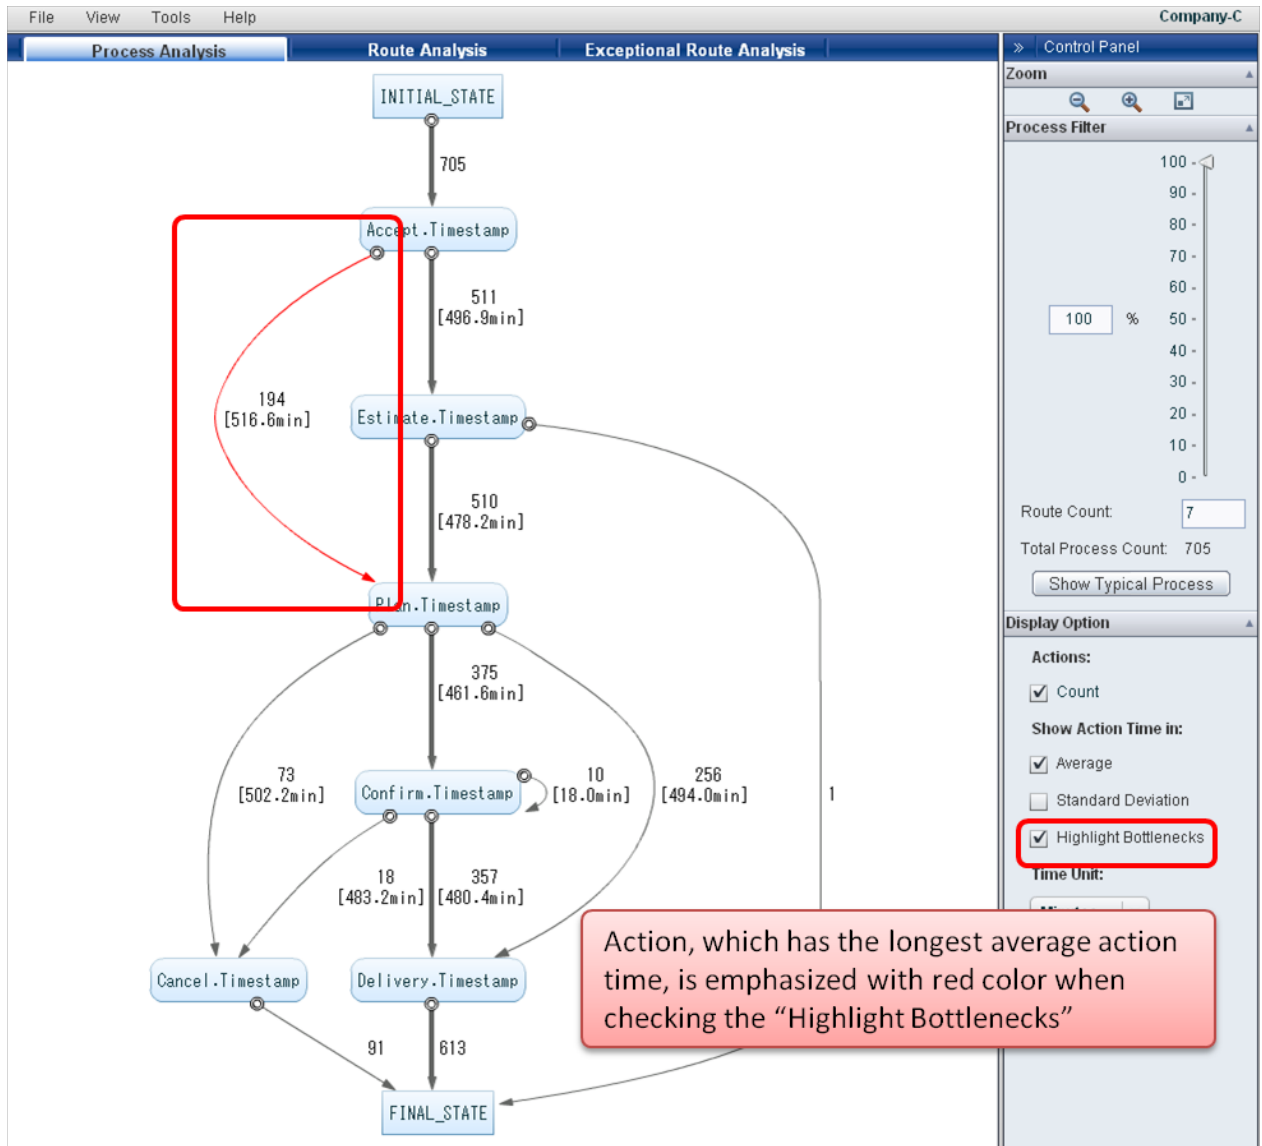 File View Tools Help Company-C
Process Analysis Route Analysis Exceptional Route Analysis
» Control Panel
Zoom
Process Filter
100 -
90 -
80 -
70 -
60 -
100 % 50 -
40 -
30 -
20 -
10 -
0 -
Route Count: 7
Total Process Count: 705
Show Typical Process
Display Option
Actions:
Count
Show Action Time in:
Average
Standard Deviation
Highlight Bottlenecks
Time Unit:
INITIAL_STATE
705
Accept.Timestamp
511
[496.9min]
194
[516.6min]
Estimate.Timestamp
510
[478.2min]
Plan.Timestamp
375
[461.6min]
73
[502.2min]
Confirm.Timestamp
10
[18.0min]
256
[494.0min]
1
18
[483.2min]
357
[480.4min]
Cancel.Timestamp
Delivery.Timestamp
91
613
FINAL_STATE
Action, which has the longest average action
time, is emphasized with red color when
checking the “Highlight Bottlenecks”